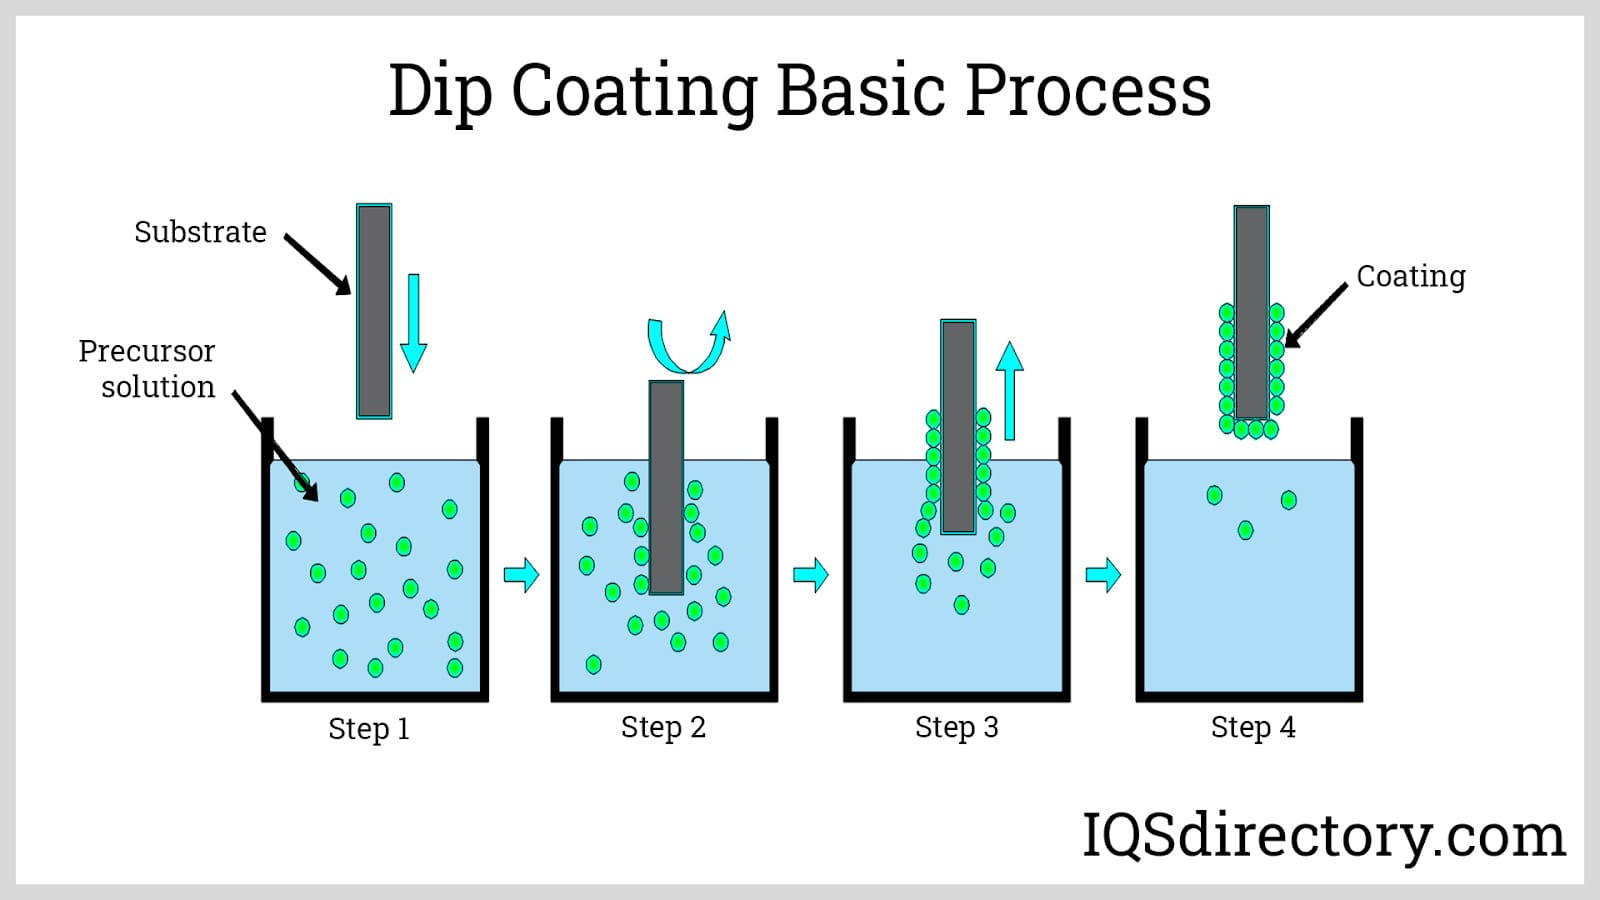 Dip Coating Basic Process
Substrate
Precursor
solution
Coating
Step 1
Step 2
Step 3
Step 4
IQSdirectory.com